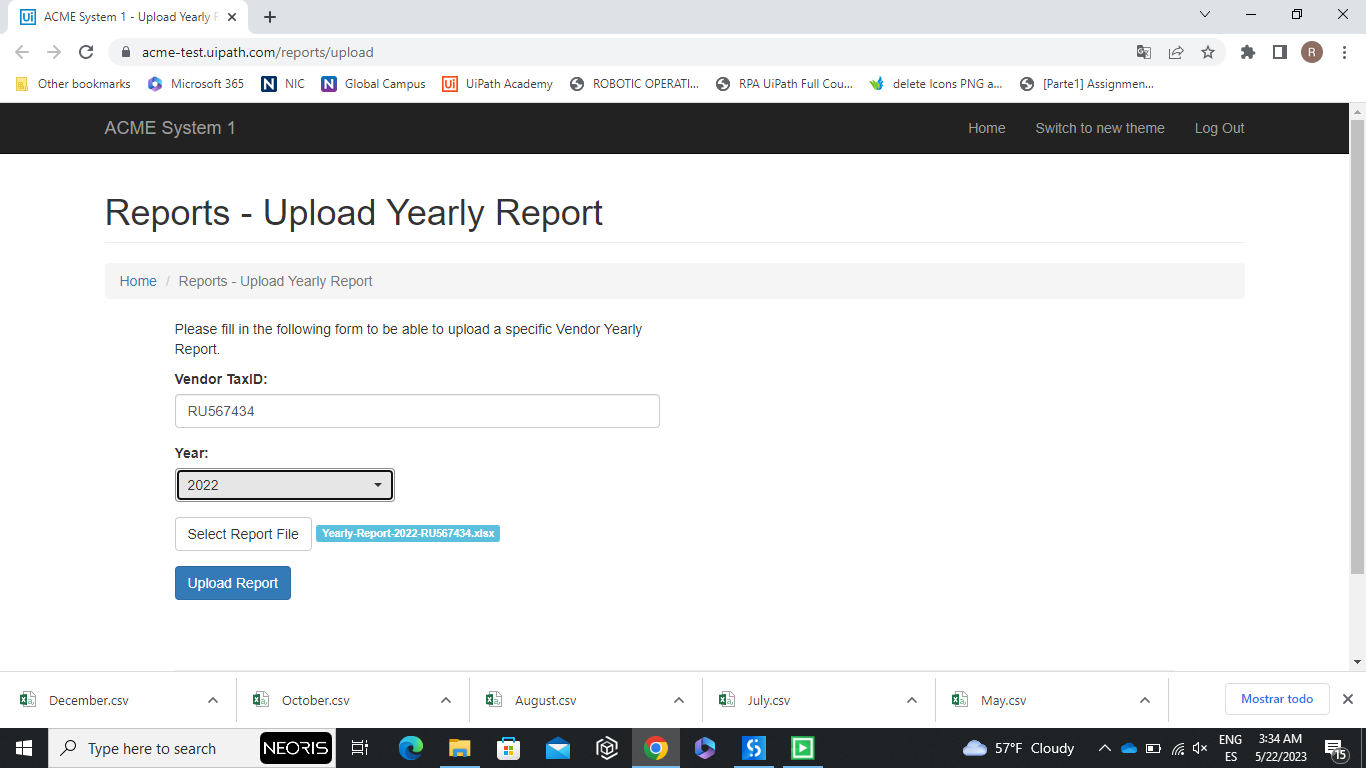 Ui ACME System 1 - Upload Yearly R
acme-test.uipath.com/reports/upload
R
Other bookmarks
Microsoft 365
N NIC
N Global Campus
Ui UiPath Academy
ROBOTIC OPERATI...
RPA UiPath Full Cou...
delete Icons PNG a...
[Parte1] Assignmen...
ACME System 1
Home
Switch to new theme
Log Out
Reports - Upload Yearly Report
Home / Reports - Upload Yearly Report
Please fill in the following form to be able to upload a specific Vendor Yearly
Report.
Vendor TaxID:
RU567434
Year:
2022
Select Report File Yearly-Report-2022-RU567434.xlsx
Upload Report
December.csv
October.csv
August.csv
July.csv
May.csv
Mostrar todo
Type here to search
NEORIS
57°F Cloudy
ENG
ES
3:34 AM
5/22/2023
15